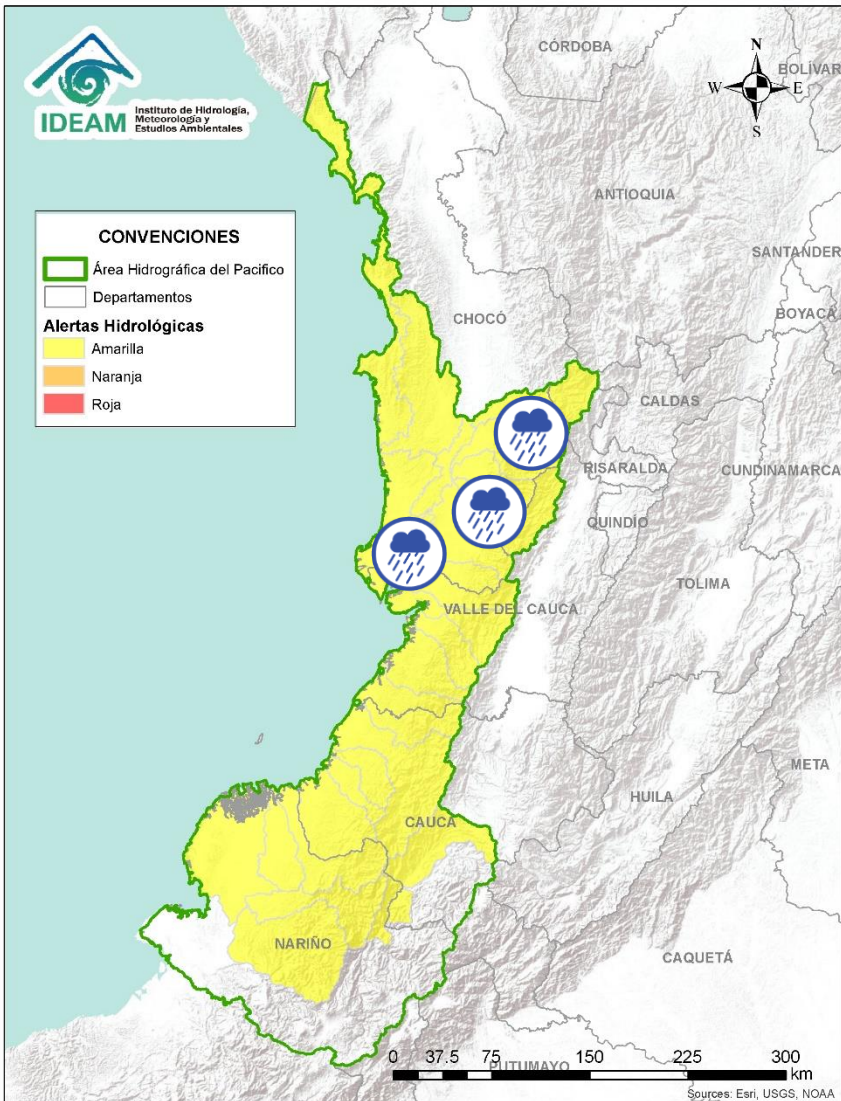 IDEAM
Instituto de Hidrología,
Meteorología y
Estudios Ambientales
CÓRDOBA
BOLÍVAR
N
W
E
S
ANTIOQUIA
SANTANDER
CONVENCIONES
Área Hidrográfica del Pacifico
Departamentos
Alertas Hidrológicas
Amarilla
Naranja
Roja
BOYACÁ
CHOCÓ
CALDAS
RISARALDA
CUNDINAMARCA
QUINDÍO
TOLIMA
VALLE DEL CAUCA
META
HUILA
CAUCA
NARIÑO
CAQUETÁ
PUTUMAYO
0 37.5 75 150 225 300
km
Sources: Esri, USGS, NOAA